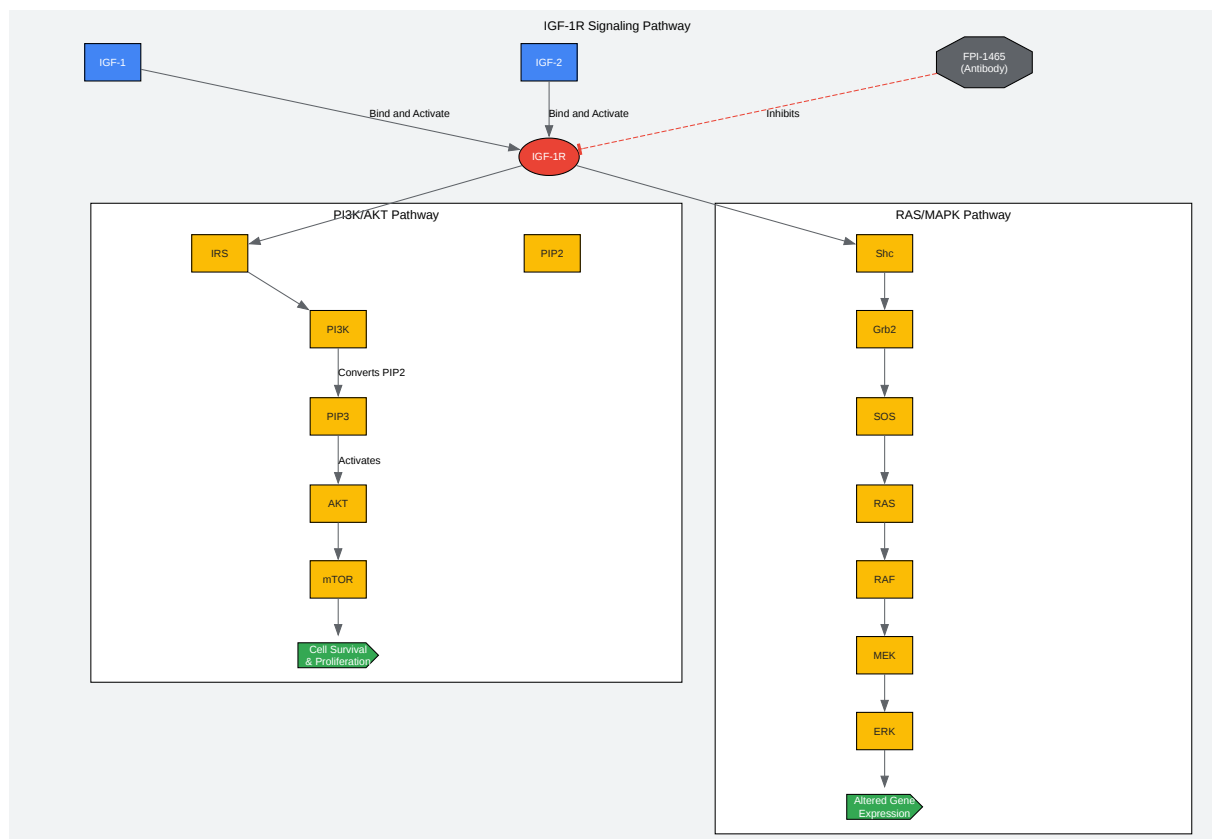 IGF-1R Signaling Pathway
IGF-1
IGF-2
FPI-1465
(Antibody)
Bind and Activate
Bind and Activate
Inhibits
IGF-1R
PI3K/AKT Pathway
IRS
PIP2
PI3K
Converts PIP2
PIP3
Activates
AKT
mTOR
Cell Survival
& Proliferation
RAS/MAPK Pathway
Shc
Grb2
SOS
RAS
RAF
MEK
ERK
Altered Gene
Expression